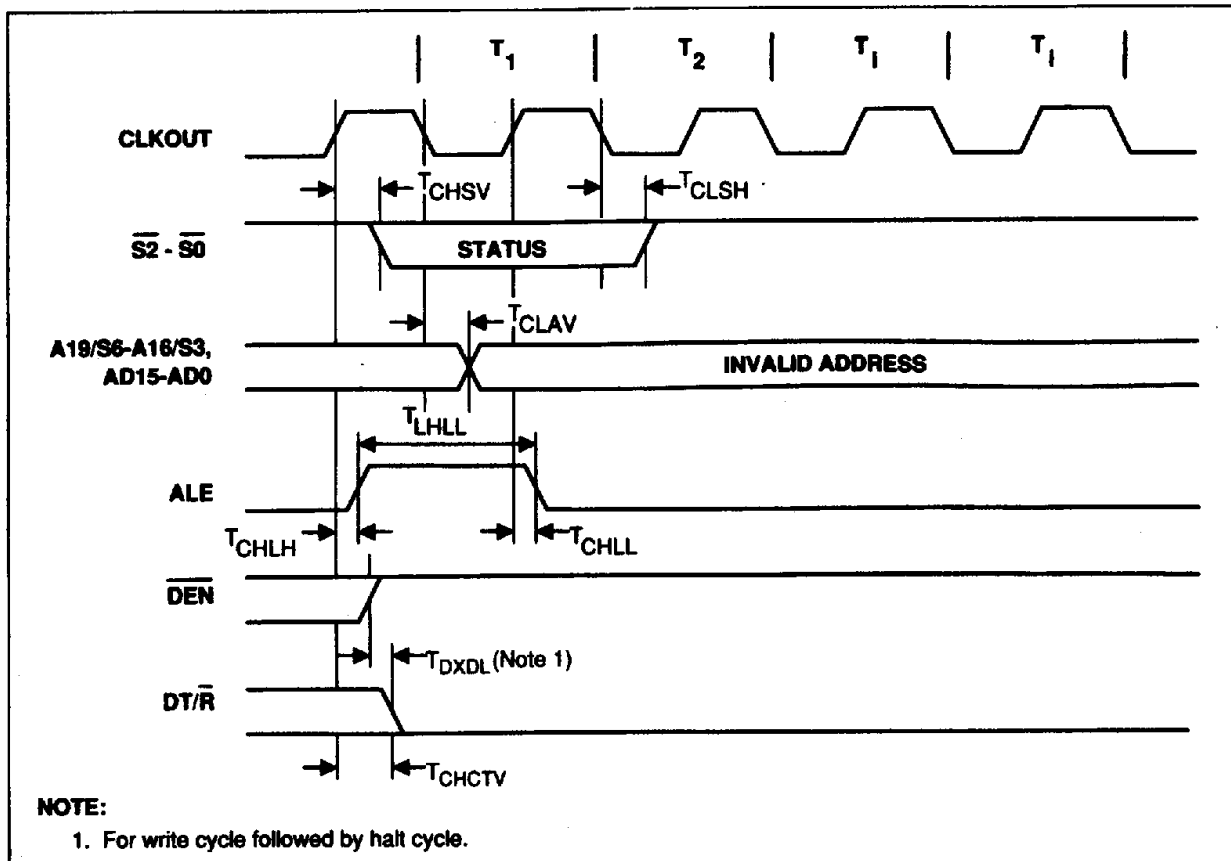 T1 T2 Ti Ti
CLKOUT
TCHSV TCLSH
S2 - S0 STATUS
TCLAV
A19/S6-A16/S3,
AD15-AD0 INVALID ADDRESS
TLHLL
ALE
TCHLH TCHLL
DEN
TDXDL (Note 1)
DT/R
TCHCTV
NOTE:
1. For write cycle followed by halt cycle.